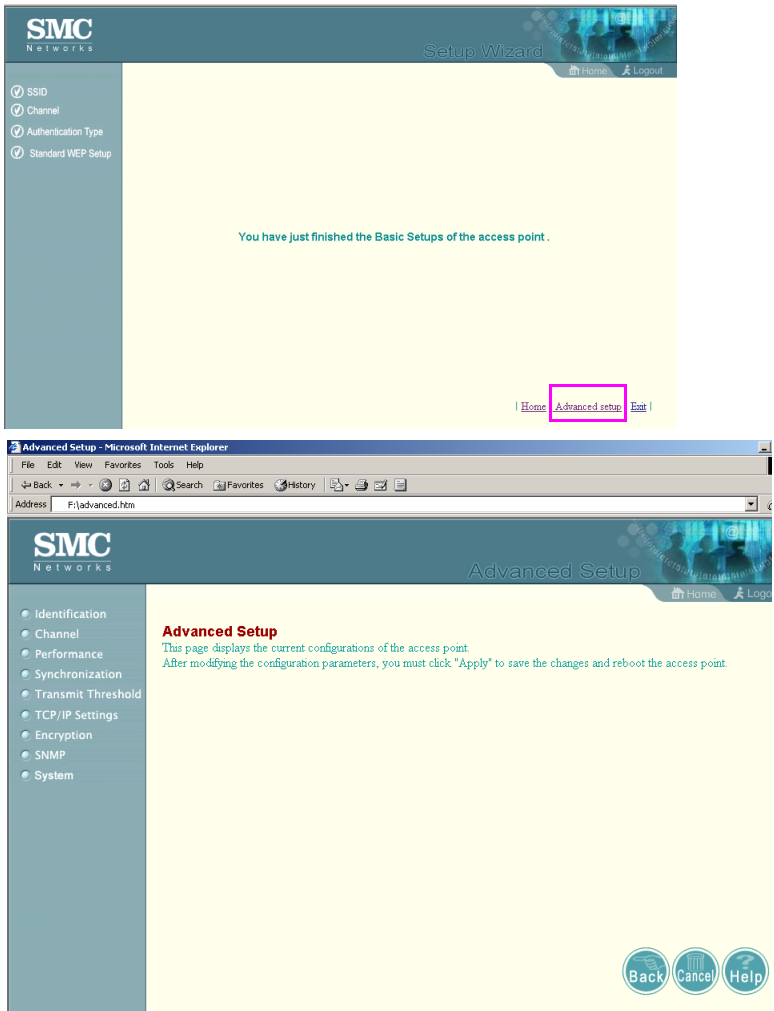 SMC
Networks
Setup Wizard
Home Logout
SSID
Channel
Authentication Type
Standard WEP Setup
You have just finished the Basic Setups of the access point .
| Home | Advanced setup | Exit |
Advanced Setup - Microsoft Internet Explorer
File Edit View Favorites Tools Help
Back Search Favorites History
Address F:\advanced.htm
SMC
Networks
Advanced Setup
Home Logo
Identification
Channel
Performance
Synchronization
Transmit Threshold
TCP/IP Settings
Encryption
SNMP
System
Advanced Setup
This page displays the current configurations of the access point.
After modifying the configuration parameters, you must click "Apply" to save the changes and reboot the access point.
Back Cancel Help